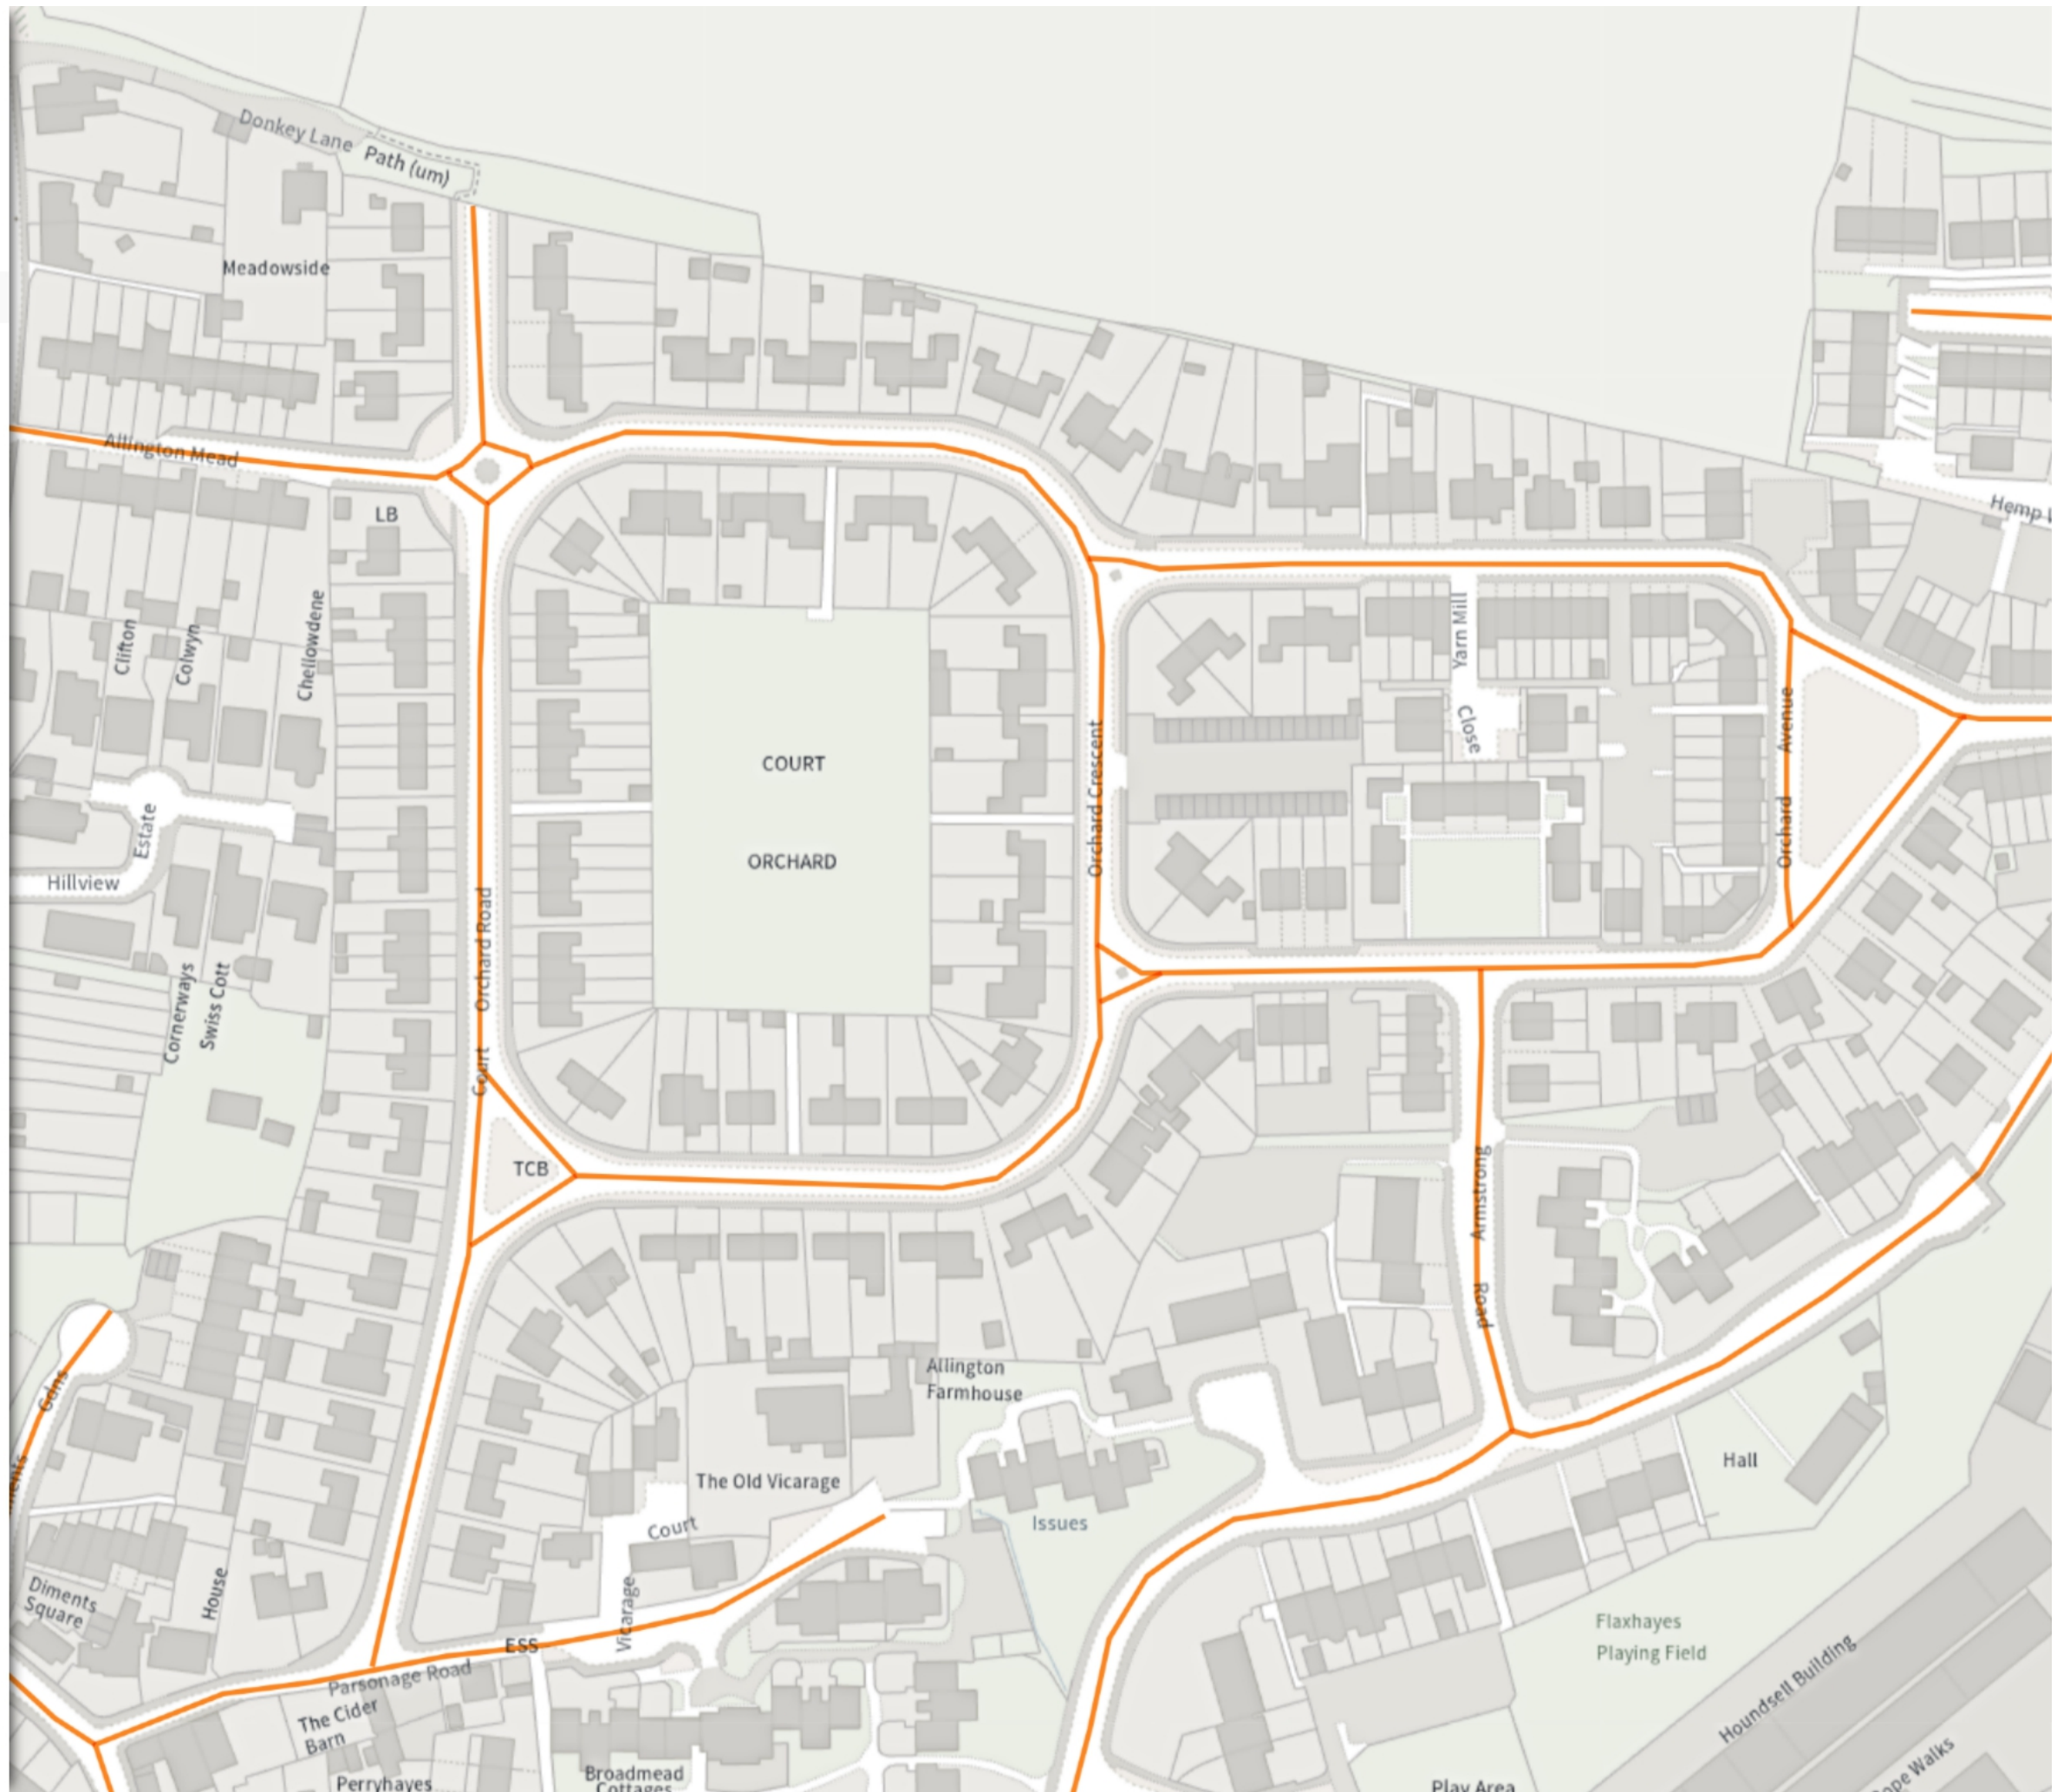 Donkey Lane
Path (um)
Meadowside
Allington Mead
LB
Hemp
Clifton
Colwyn
Chellowdene
Yarn Mill
Close
COURT
ORCHARD
Orchard Crescent
Orchard Avenue
Estate
Hillview
Court Orchard Road
Cornerways
Swiss Cott
TCB
Armstrong
Road
Gdns
Allington
Farmhouse
The Old Vicarage
Hall
Issues
Court
Vicarage
Diments
Square
House
ESS
Parsonage Road
The Cider
Barn
Flaxhayes
Playing Field
Houndsell Building
Perryhayes
Broadmead
Cottages
Play Area
Walks